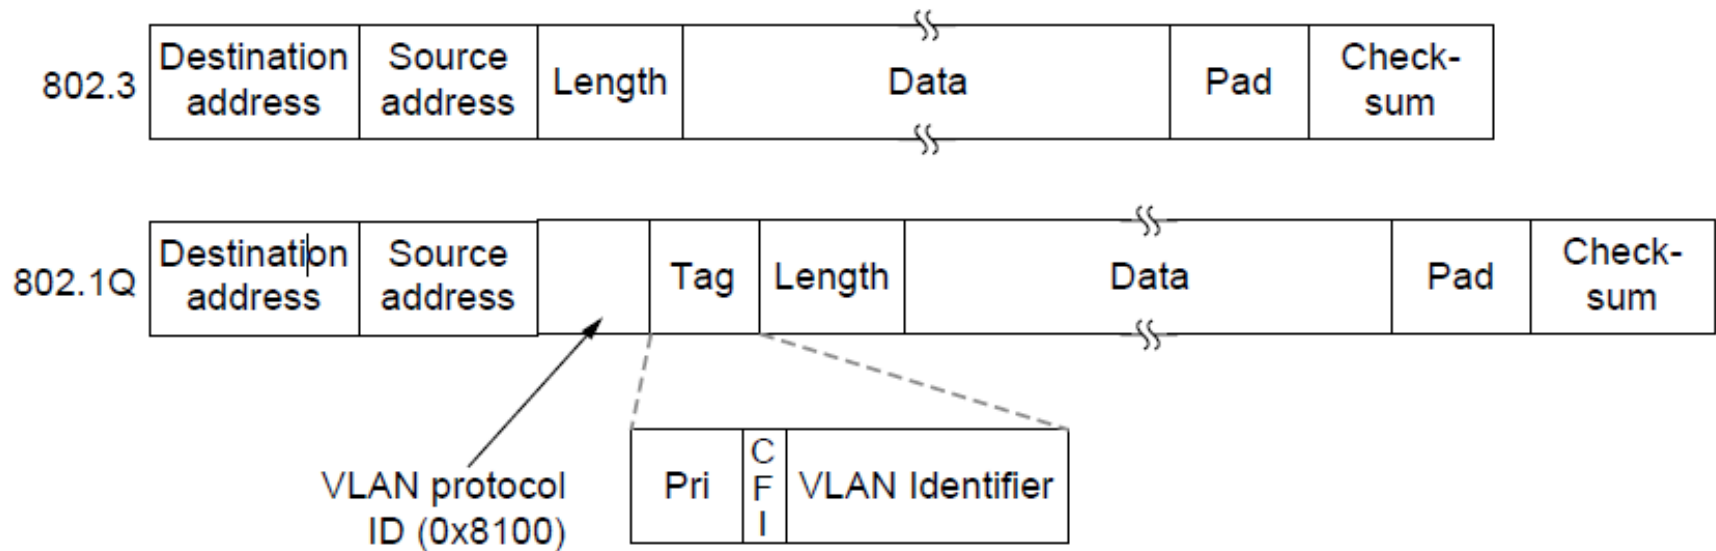 802.3
Destination
address
Source
address
Length
Data
Pad
Check-
sum
802.1Q
Destination
address
Source
address
Tag
Length
Data
Pad
Check-
sum
VLAN protocol
ID (0x8100)
Pri
C
F
I
VLAN Identifier